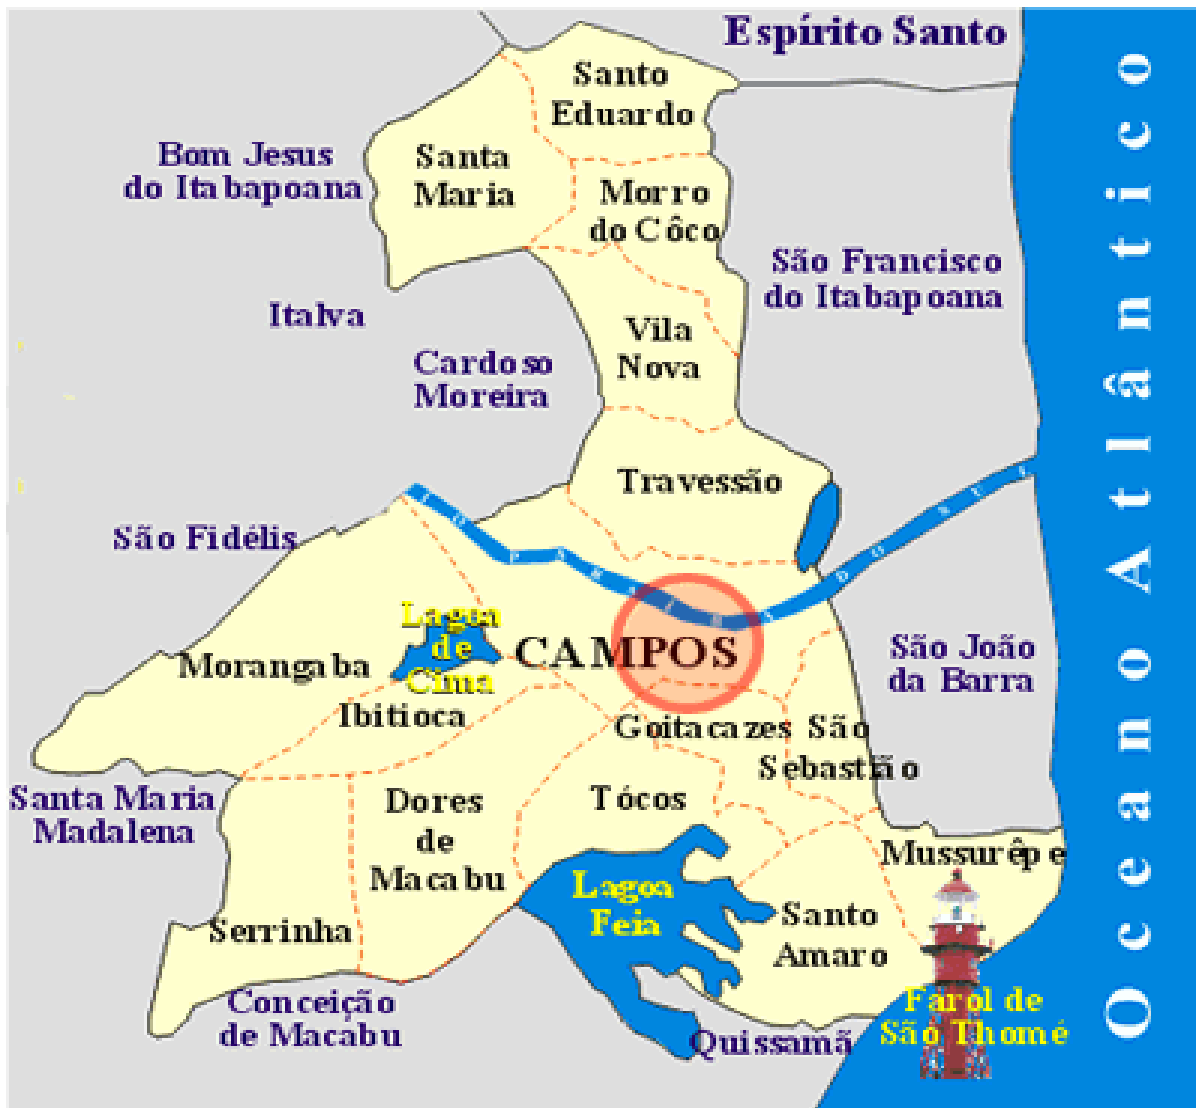 Espírito Santo
Santo
Eduardo
Bom Jesus
do Itabapoana
Santa
Maria
Morro
do Côco
São Francisco
do Itabapoana
Italva
Vila
Nova
Cardoso
Moreira
Travessão
São Fidélis
Lagoa
de
Cima
CAMPOS
Morangaba
São João
da Barra
Ibitioca
Goitacazes
São
Sebastião
Santa Maria
Madalena
Dores
de
Macabu
Tócos
Mussurêpe
Lagoa
Feia
Santo
Amaro
Serrinha
Conceição
de Macabu
Farol de
São Thomé
Quissamã
Oceano Atlântico